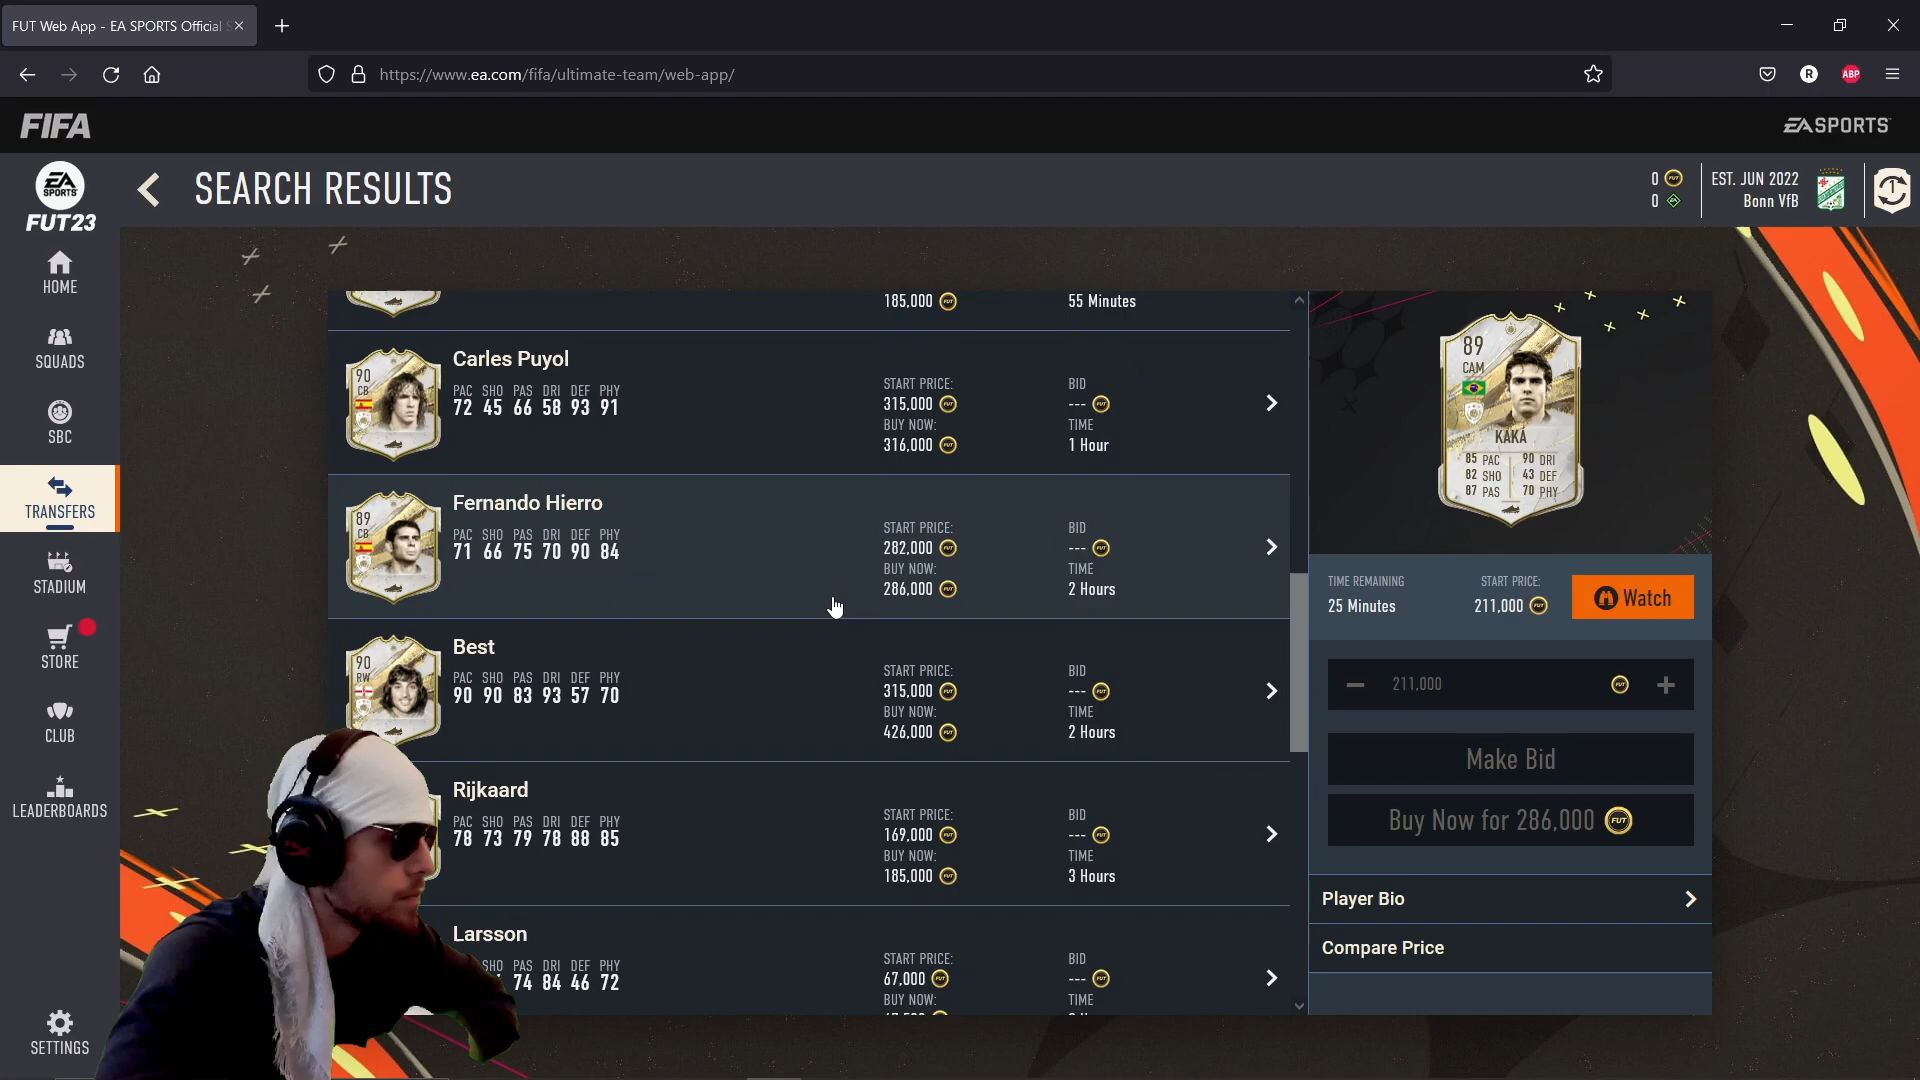 FUT Web App - EA SPORTS Official
https://www.ea.com/fifa/ultimate-team/web-app/
R
ABP
FIFA
EA SPORTS
EA SPORTS
FUT23
SEARCH RESULTS
0
0
EST. JUN 2022
Bonn VfB
1
HOME
SQUADS
SBC
TRANSFERS
STADIUM
STORE
CLUB
LEADERBOARDS
SETTINGS
185,000
55 Minutes
90
CB
Carles Puyol
PAC SHO PAS DRI DEF PHY
72 45 66 58 93 91
START PRICE:
315,000
BUY NOW:
316,000
BID
---
TIME
1 Hour
89
CB
Fernando Hierro
PAC SHO PAS DRI DEF PHY
71 66 75 70 90 84
START PRICE:
282,000
BUY NOW:
286,000
BID
---
TIME
2 Hours
90
RW
Best
PAC SHO PAS DRI DEF PHY
90 90 83 93 57 70
START PRICE:
315,000
BUY NOW:
426,000
BID
---
TIME
2 Hours
Rijkaard
PAC SHO PAS DRI DEF PHY
78 73 79 78 88 85
START PRICE:
169,000
BUY NOW:
185,000
BID
---
TIME
3 Hours
Larsson
SHO PAS DRI DEF PHY
74 84 46 72
START PRICE:
67,000
BUY NOW:
BID
---
TIME
89
CAM
KAKÁ
85 PAC 90 DRI
82 SHO 43 DEF
87 PAS 70 PHY
TIME REMAINING
25 Minutes
START PRICE:
211,000
Watch
211,000
Make Bid
Buy Now for 286,000 FUT
Player Bio
Compare Price